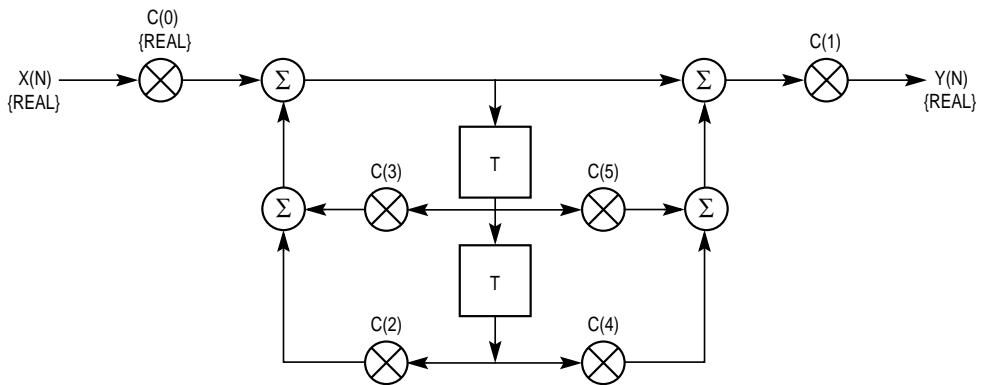 C(0)
{REAL}
X(N)
{REAL}
Σ
Σ
C(1)
Y(N)
{REAL}
T
C(3)
C(5)
Σ
Σ
T
C(2)
C(4)